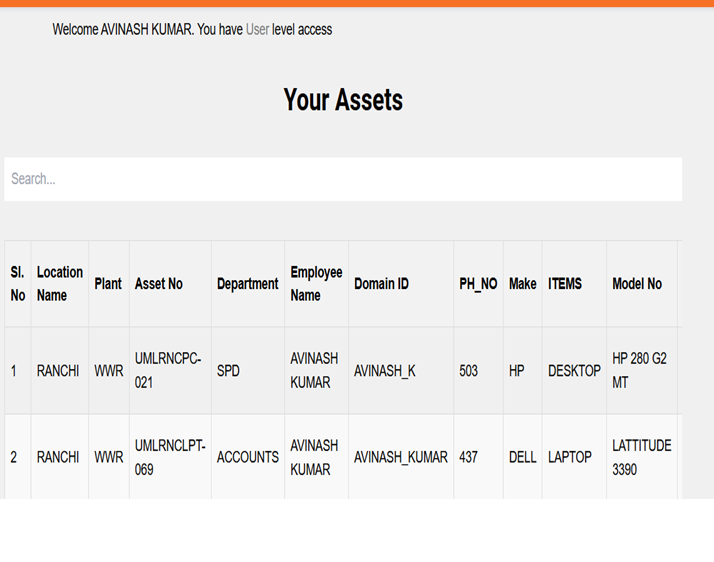 Welcome AVINASH KUMAR. You have User level access
Your Assets
Search...
Sl. No Location Name Plant Asset No Department Employee Name Domain ID PH_NO Make ITEMS Model No
1 RANCHI WWR UMLRNCPC-021 SPD AVINASH KUMAR AVINASH_K 503 HP DESKTOP HP 280 G2 MT
2 RANCHI WWR UMLRNCLPT-069 ACCOUNTS AVINASH KUMAR AVINASH_KUMAR 437 DELL LAPTOP LATTITUDE 3390